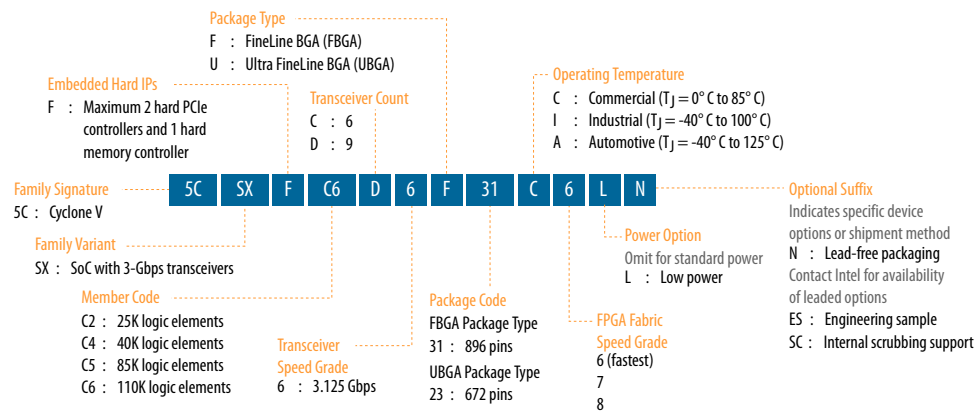 Package Type
F : FineLine BGA (FBGA)
U : Ultra FineLine BGA (UBGA)
Embedded Hard IPs
F : Maximum 2 hard PCIe
controllers and 1 hard
memory controller
Transceiver Count
C : 6
D : 9
Operating Temperature
C : Commercial (TJ = 0° C to 85° C)
I : Industrial (TJ = -40° C to 100° C)
A : Automotive (TJ = -40° C to 125° C)
5C SX F C6 D 6 F 31 C 6 L N
Family Signature
5C : Cyclone V
Family Variant
SX : SoC with 3-Gbps transceivers
Member Code
C2 : 25K logic elements
C4 : 40K logic elements
C5 : 85K logic elements
C6 : 110K logic elements
Transceiver
Speed Grade
6 : 3.125 Gbps
Package Code
FBGA Package Type
31 : 896 pins
UBGA Package Type
23 : 672 pins
FPGA Fabric
Speed Grade
6 (fastest)
7
8
Power Option
Omit for standard power
L : Low power
Optional Suffix
Indicates specific device
options or shipment method
N : Lead-free packaging
Contact Intel for availability
of leaded options
ES : Engineering sample
SC : Internal scrubbing support